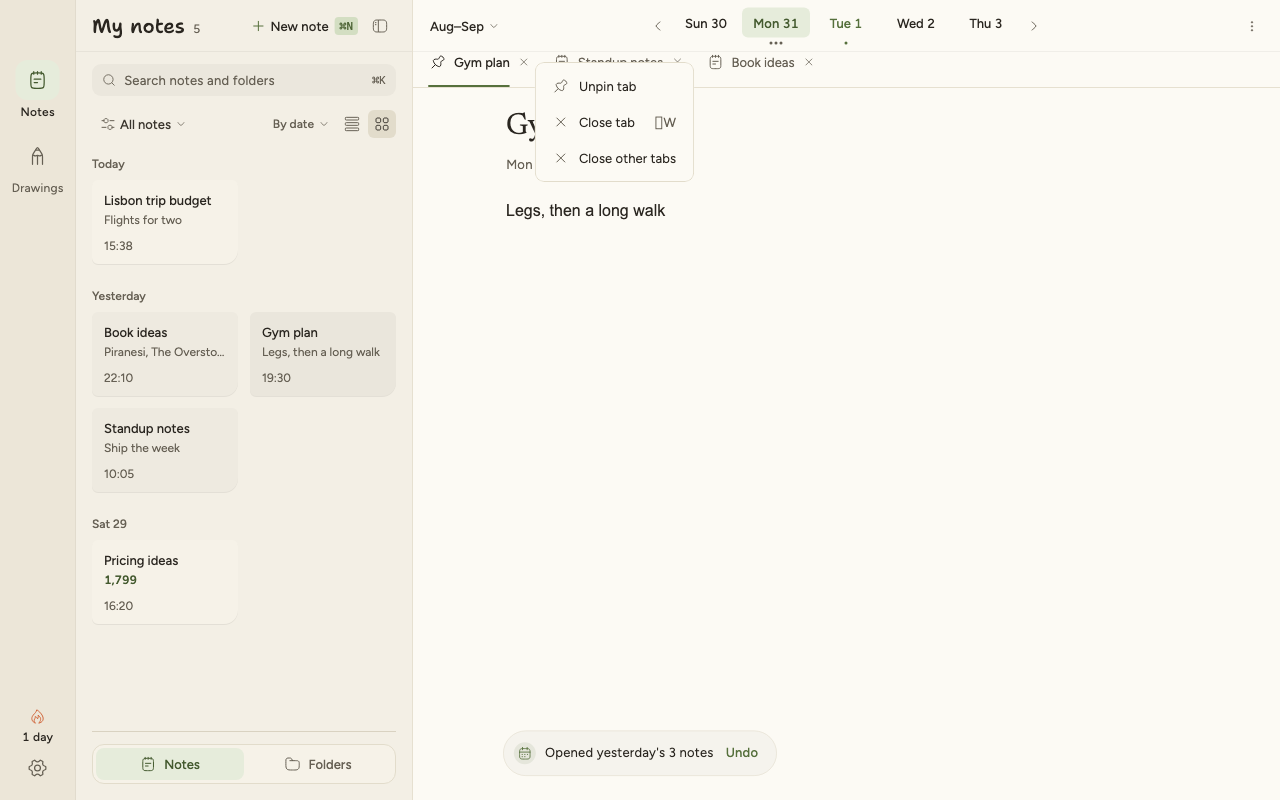 My notes 5
New note ⌘N
Aug–Sep
Sun 30
Mon 31
Tue 1
Wed 2
Thu 3
Notes
Drawings
1 day
Search notes and folders ⌘K
All notes
By date
Today
Lisbon trip budget
Flights for two
15:38
Yesterday
Book ideas
Piranesi, The Oversto...
22:10
Gym plan
Legs, then a long walk
19:30
Standup notes
Ship the week
10:05
Sat 29
Pricing ideas
1,799
16:20
Notes
Folders
Gym plan
Standup notes
Book ideas
Unpin tab
Close tab W
Close other tabs
Gy
Mon
Legs, then a long walk
Opened yesterday's 3 notes Undo